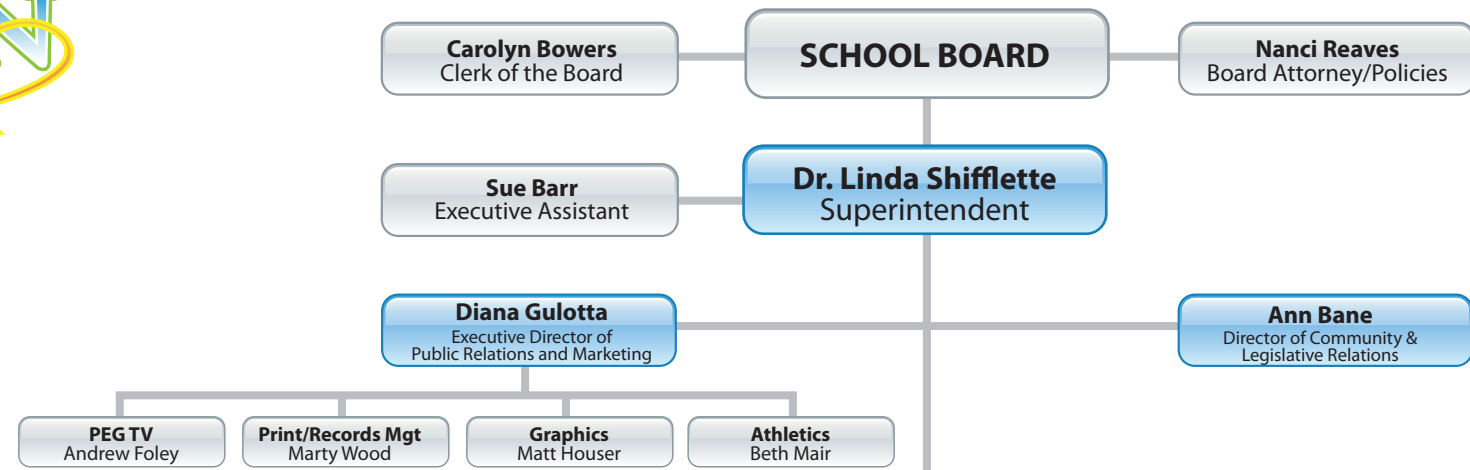 Carolyn Bowers
Clerk of the Board
SCHOOL BOARD
Nanci Reaves
Board Attorney/Policies
Sue Barr
Executive Assistant
Dr. Linda Shifflette
Superintendent
Diana Gulotta
Executive Director of
Public Relations and Marketing
Ann Bane
Director of Community &
Legislative Relations
PEG TV
Andrew Foley
Print/Records Mgt
Marty Wood
Graphics
Matt Houser
Athletics
Beth Mair